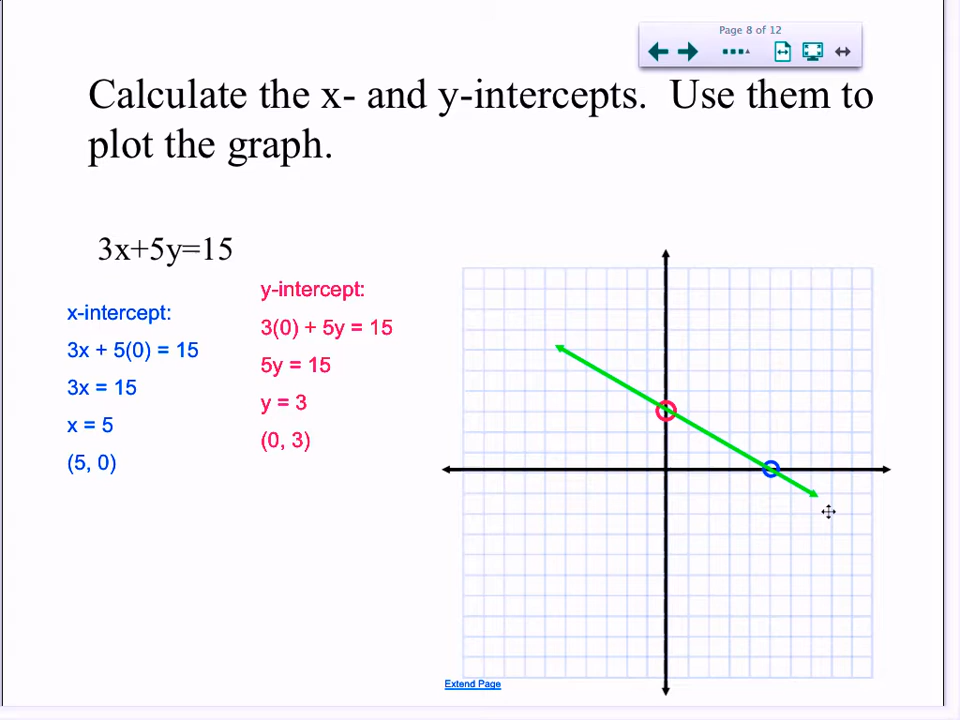 Page 8 of 12
Calculate the x- and y-intercepts. Use them to
plot the graph.
3x+5y=15
x-intercept:
3x + 5(0) = 15
3x = 15
x = 5
(5, 0)
y-intercept:
3(0) + 5y = 15
5y = 15
y = 3
(0, 3)
Extend Page